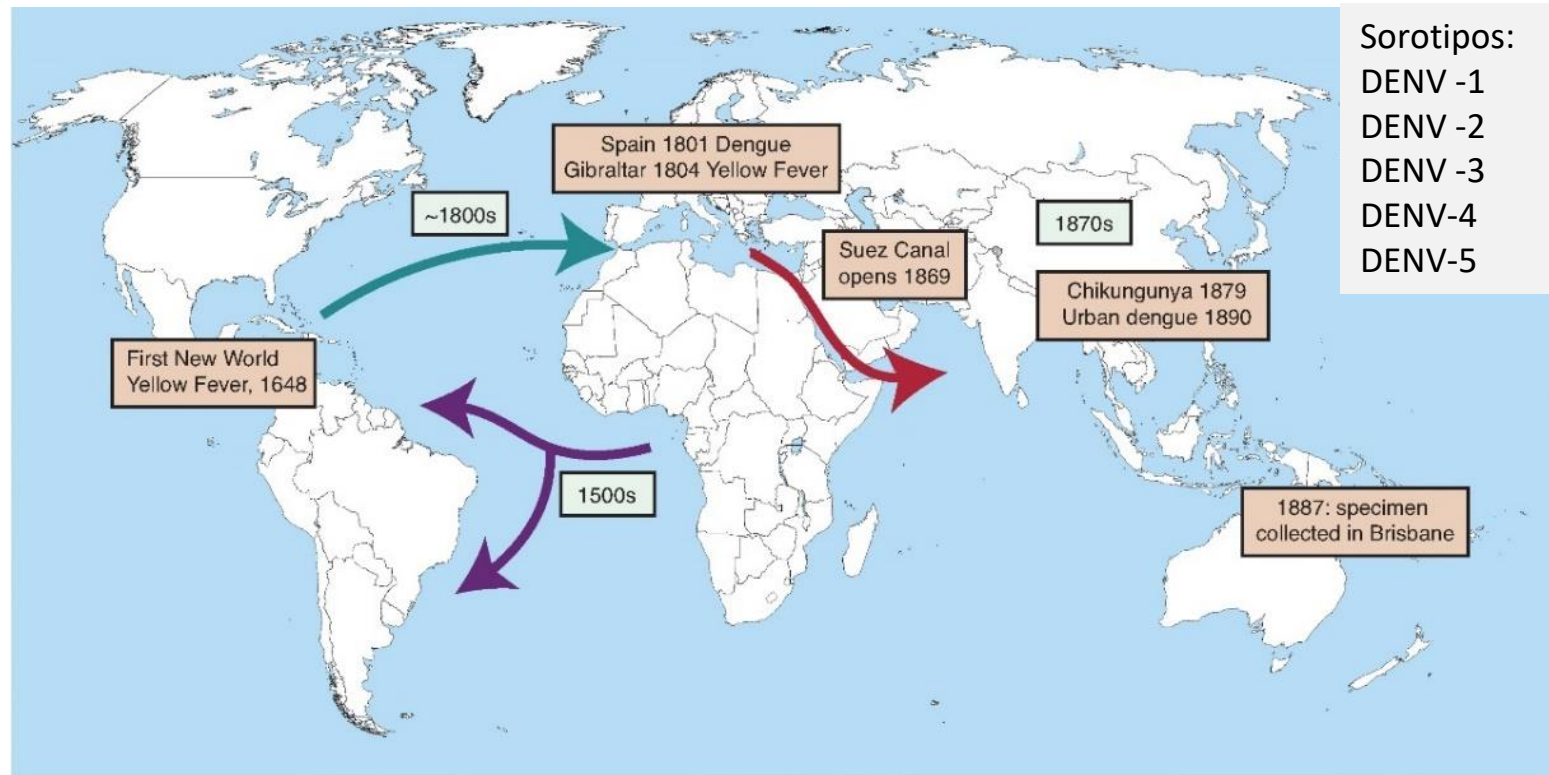 Sorotipos:
DENV -1
DENV -2
DENV -3
DENV-4
DENV-5
Spain 1801 Dengue
Gibraltar 1804 Yellow Fever
~1800s
1870s
Suez Canal
opens 1869
Chikungunya 1879
Urban dengue 1890
First New World
Yellow Fever, 1648
1500s
1887: specimen
collected in Brisbane